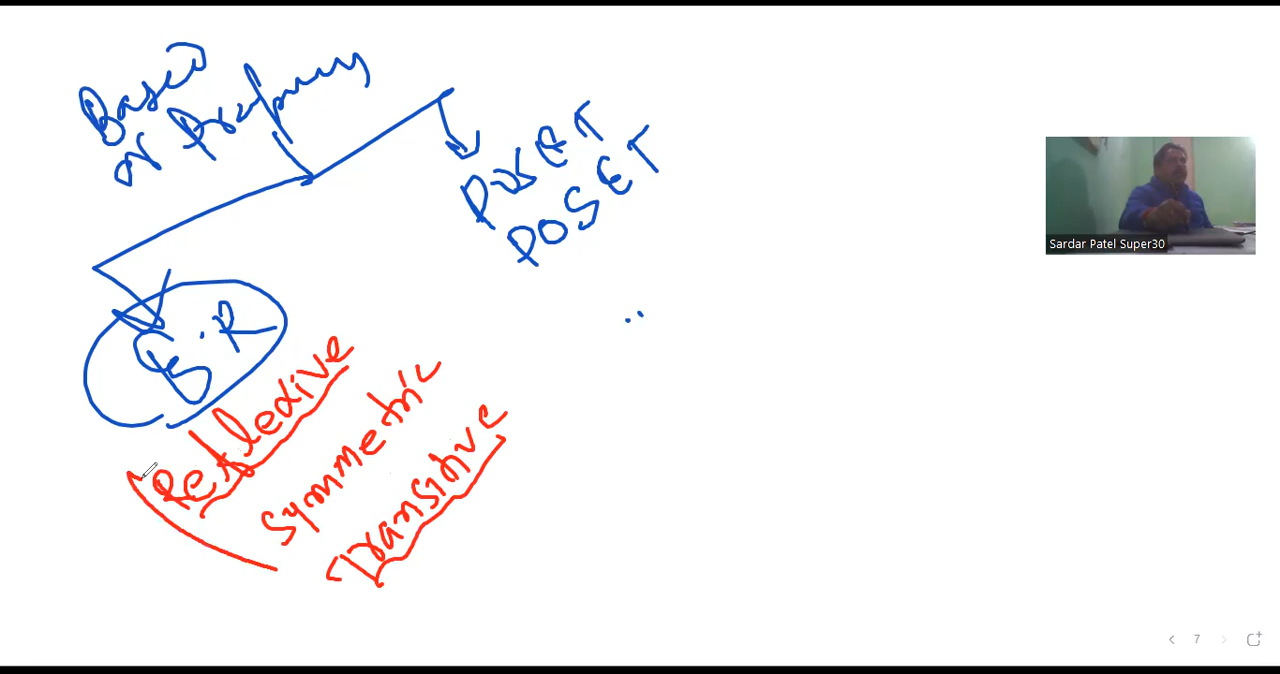 Based
on Property
POSET
POSET
E.R
Reflexive
Symmetric
Transitive
Sardar Patel Super30
7